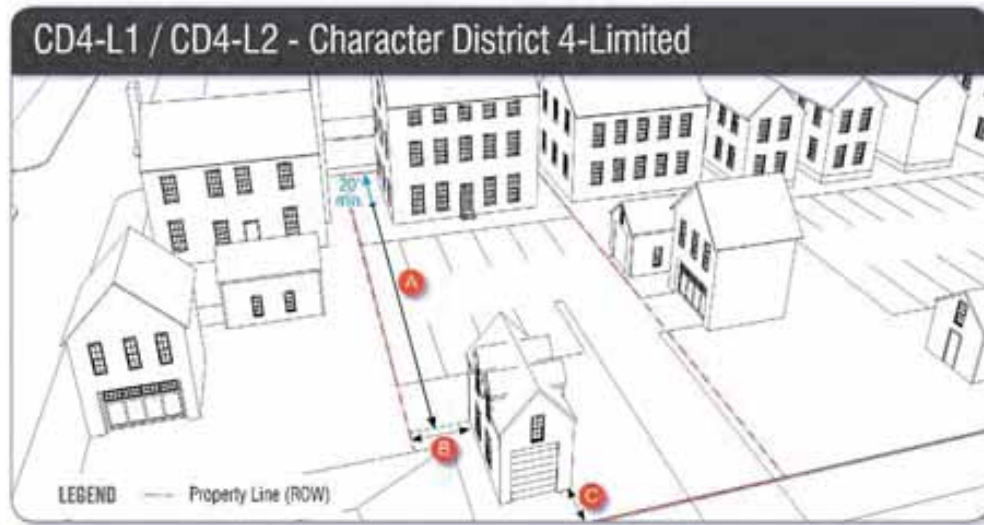 CD4-L1 / CD4-L2 - Character District 4-Limited
20'
min.
A
B
C
LEGEND
Property Line (ROW)